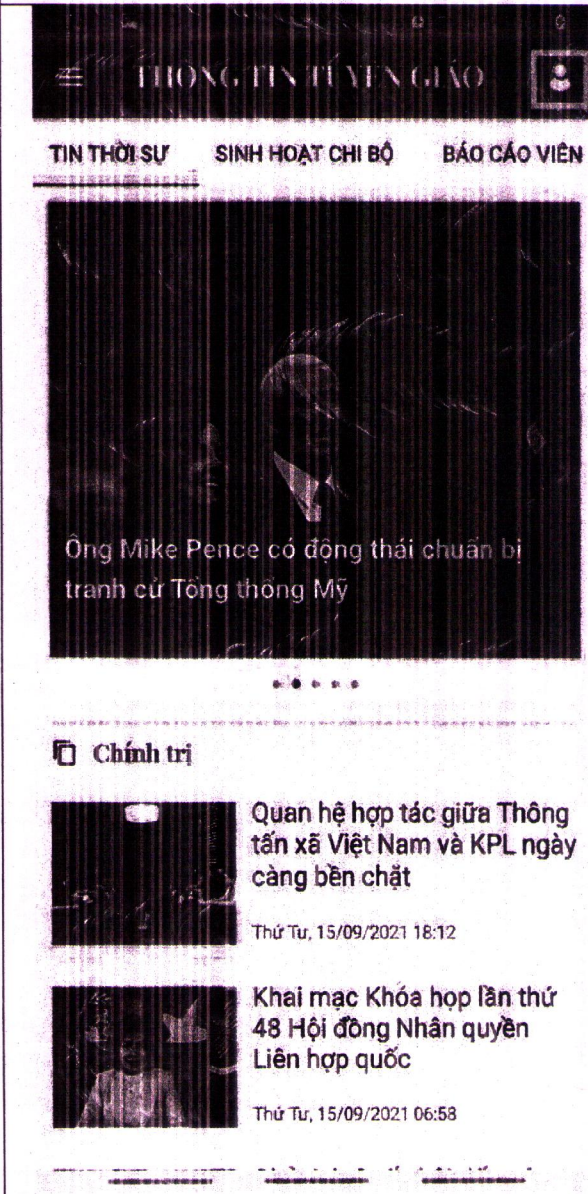 THÔNG TIN TUYÊN GIÁO
TIN THỜI SỰ SINH HOẠT CHI BỘ BÁO CÁO VIÊN
Ông Mike Pence có động thái chuẩn bị
tranh cử Tổng thống Mỹ
Chính trị
Quan hệ hợp tác giữa Thông
tấn xã Việt Nam và KPL ngày
càng bền chặt
Thứ Tư, 15/09/2021 18:12
Khai mạc Khóa họp lần thứ
48 Hội đồng Nhân quyền
Liên hợp quốc
Thứ Tư, 15/09/2021 06:58